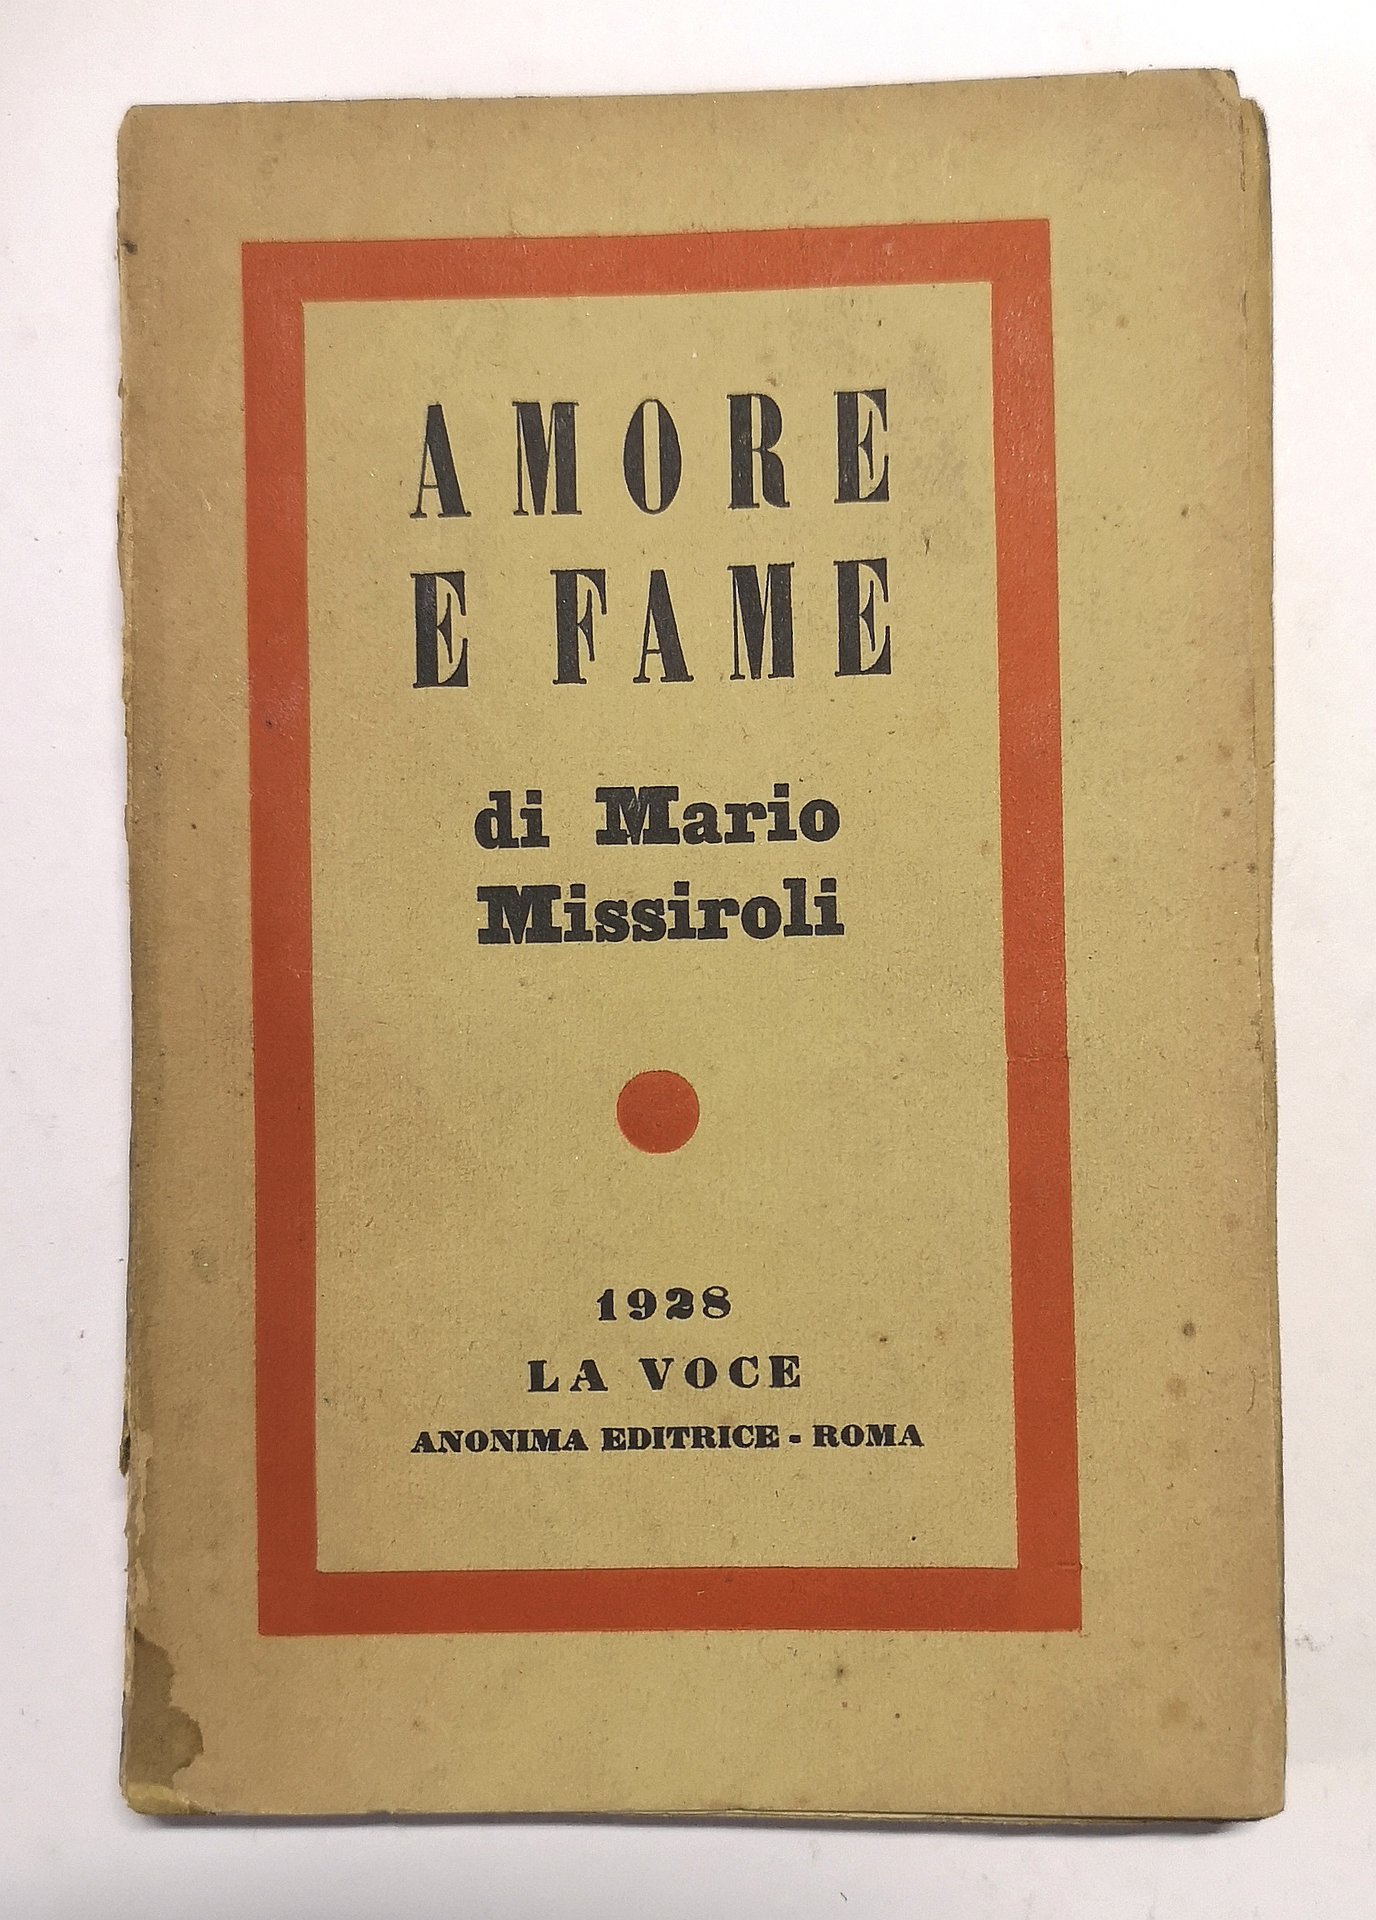 AMORE
E FAME
di Mario
Missiroli
1928
LA VOCE
ANONIMA EDITRICE - ROMA